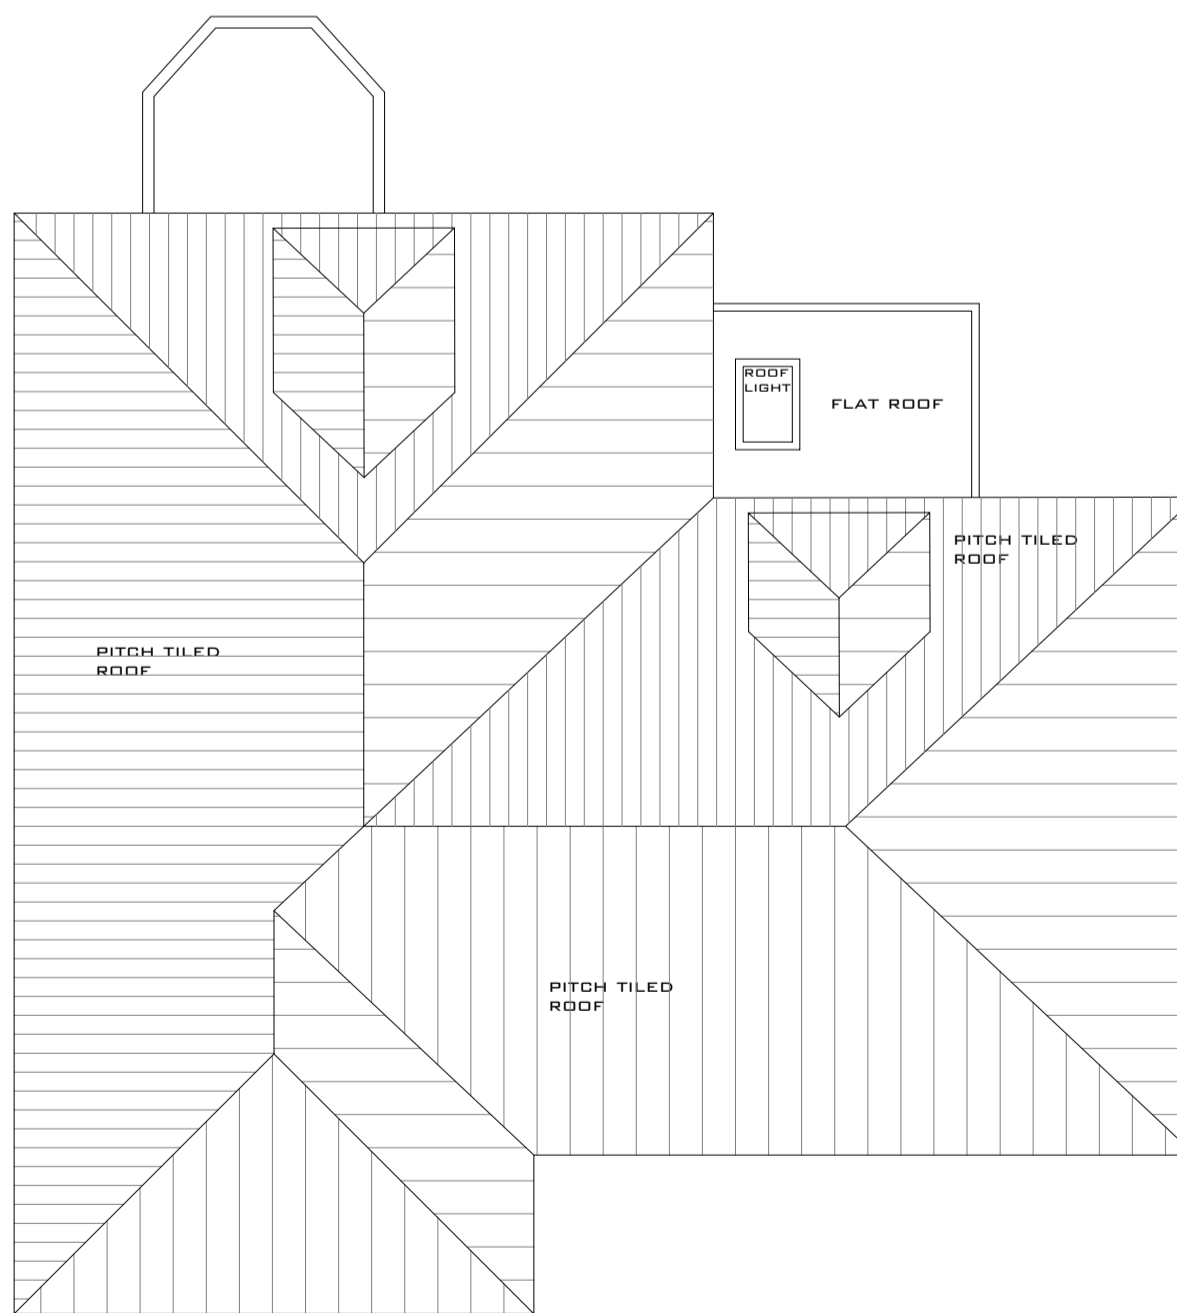 ROOF
LIGHT
FLAT ROOF
PITCH TILED
ROOF
PITCH TILED
ROOF
PITCH TILED
ROOF